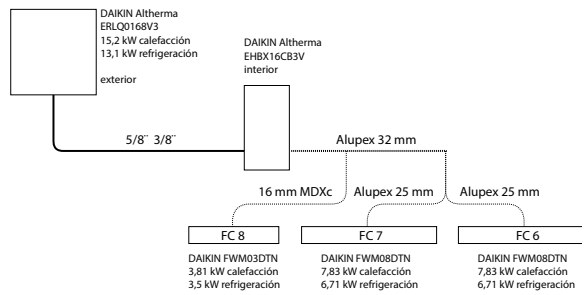 DAIKIN Altherma
ERLQ0168V3
15,2 kW calefacción
13,1 kW refrigeración
exterior
DAIKIN Altherma
EHBX16CB3V
interior
5/8¨ 3/8¨
Alupex 32 mm
16 mm MDXc
Alupex 25 mm
Alupex 25 mm
FC 8
FC 7
FC 6
DAIKIN FWM03DTN
3,81 kW calefacción
3,5 kW refrigeración
DAIKIN FWM08DTN
7,83 kW calefacción
6,71 kW refrigeración
DAIKIN FWM08DTN
7,83 kW calefacción
6,71 kW refrigeración